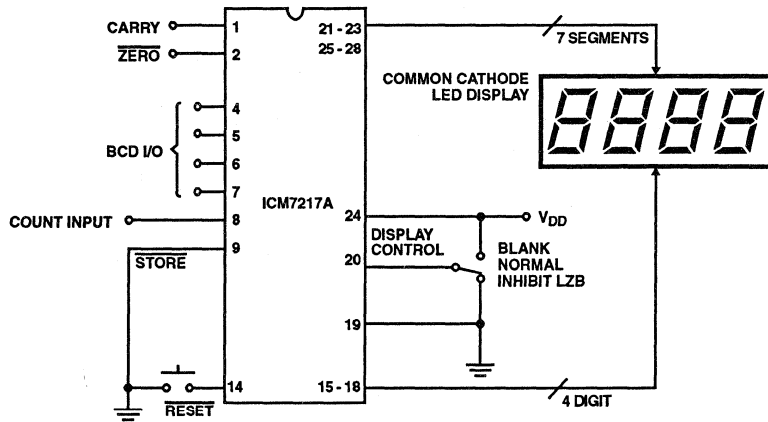 CARRY
1
21 - 23
25 - 28
7 SEGMENTS
ZERO
2
COMMON CATHODE
LED DISPLAY
8888
4
5
BCD I/O
6
7
ICM7217A
COUNT INPUT
8
24
VDD
9
STORE
DISPLAY
CONTROL
20
BLANK
NORMAL
INHIBIT LZB
19
14
RESET
15 - 18
4 DIGIT